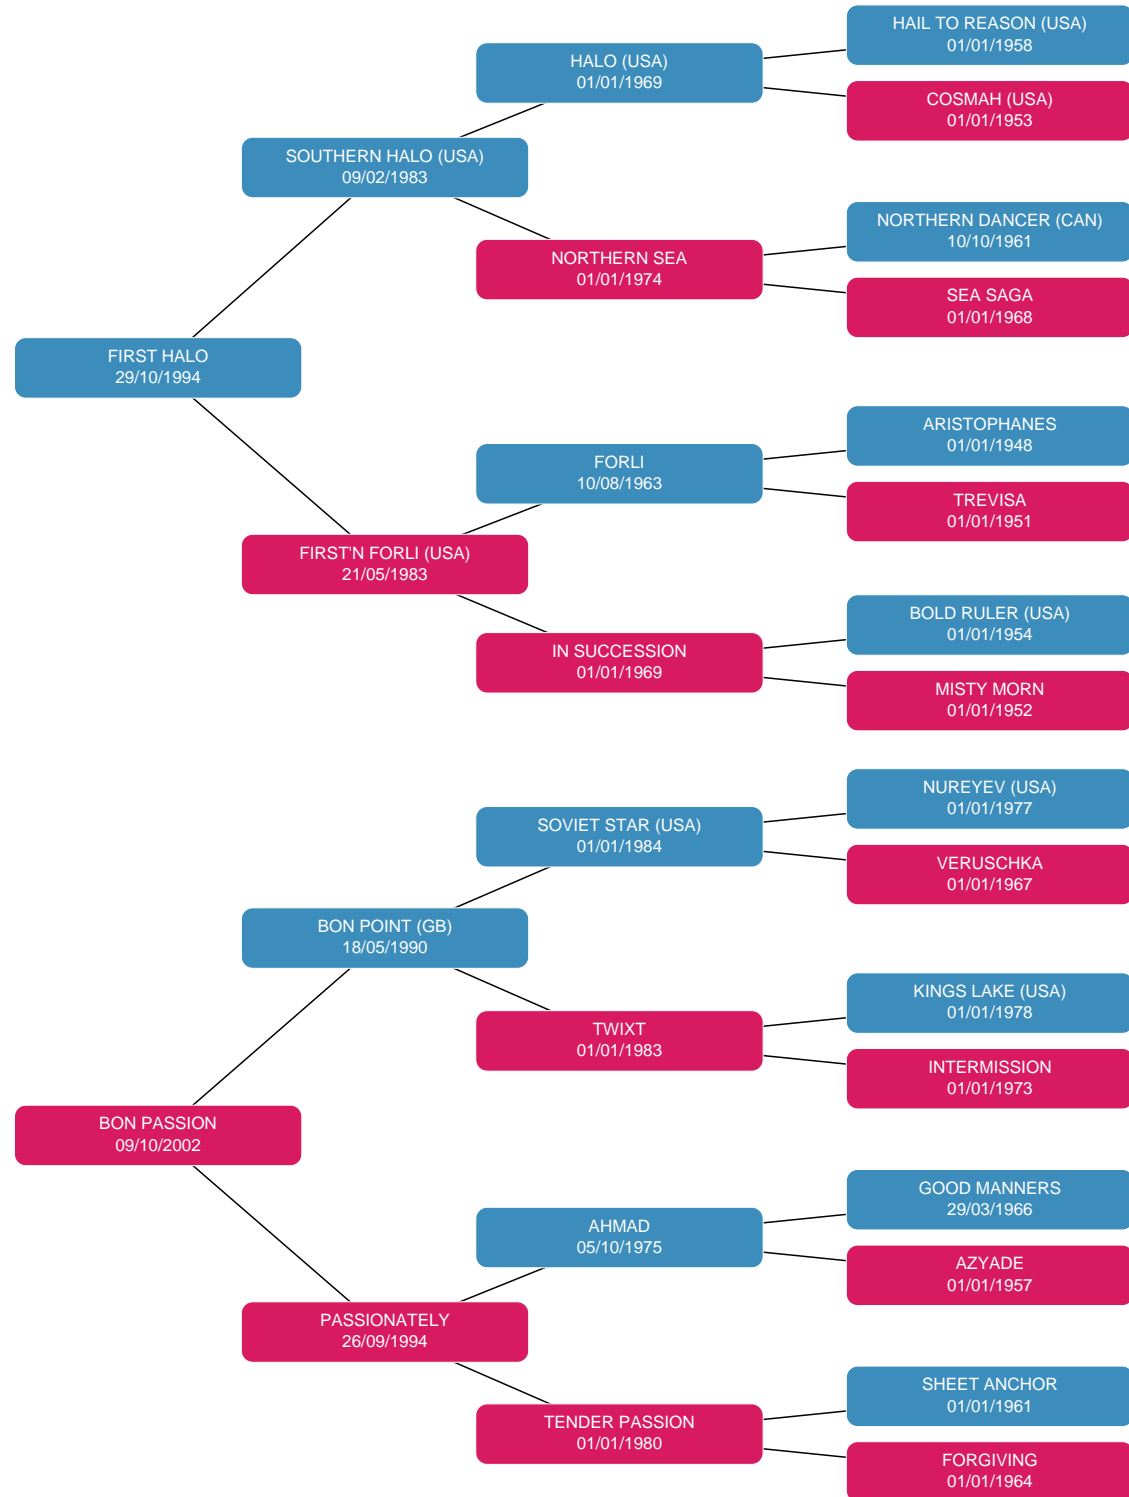 HAIL TO REASON (USA)
01/01/1958
HALO (USA)
01/01/1969
COSMAH (USA)
01/01/1953
SOUTHERN HALO (USA)
09/02/1983
NORTHERN DANCER (CAN)
10/10/1961
NORTHERN SEA
01/01/1974
SEA SAGA
01/01/1968
FIRST HALO
29/10/1994
ARISTOPHANES
01/01/1948
FORLI
10/08/1963
TREVISA
01/01/1951
FIRST'N FORLI (USA)
21/05/1983
BOLD RULER (USA)
01/01/1954
IN SUCCESSION
01/01/1969
MISTY MORN
01/01/1952
NUREYEV (USA)
01/01/1977
SOVIET STAR (USA)
01/01/1984
VERUSCHKA
01/01/1967
BON POINT (GB)
18/05/1990
KINGS LAKE (USA)
01/01/1978
TWIXT
01/01/1983
INTERMISSION
01/01/1973
BON PASSION
09/10/2002
GOOD MANNERS
29/03/1966
AHMAD
05/10/1975
AZYADE
01/01/1957
PASSIONATELY
26/09/1994
SHEET ANCHOR
01/01/1961
TENDER PASSION
01/01/1980
FORGIVING
01/01/1964